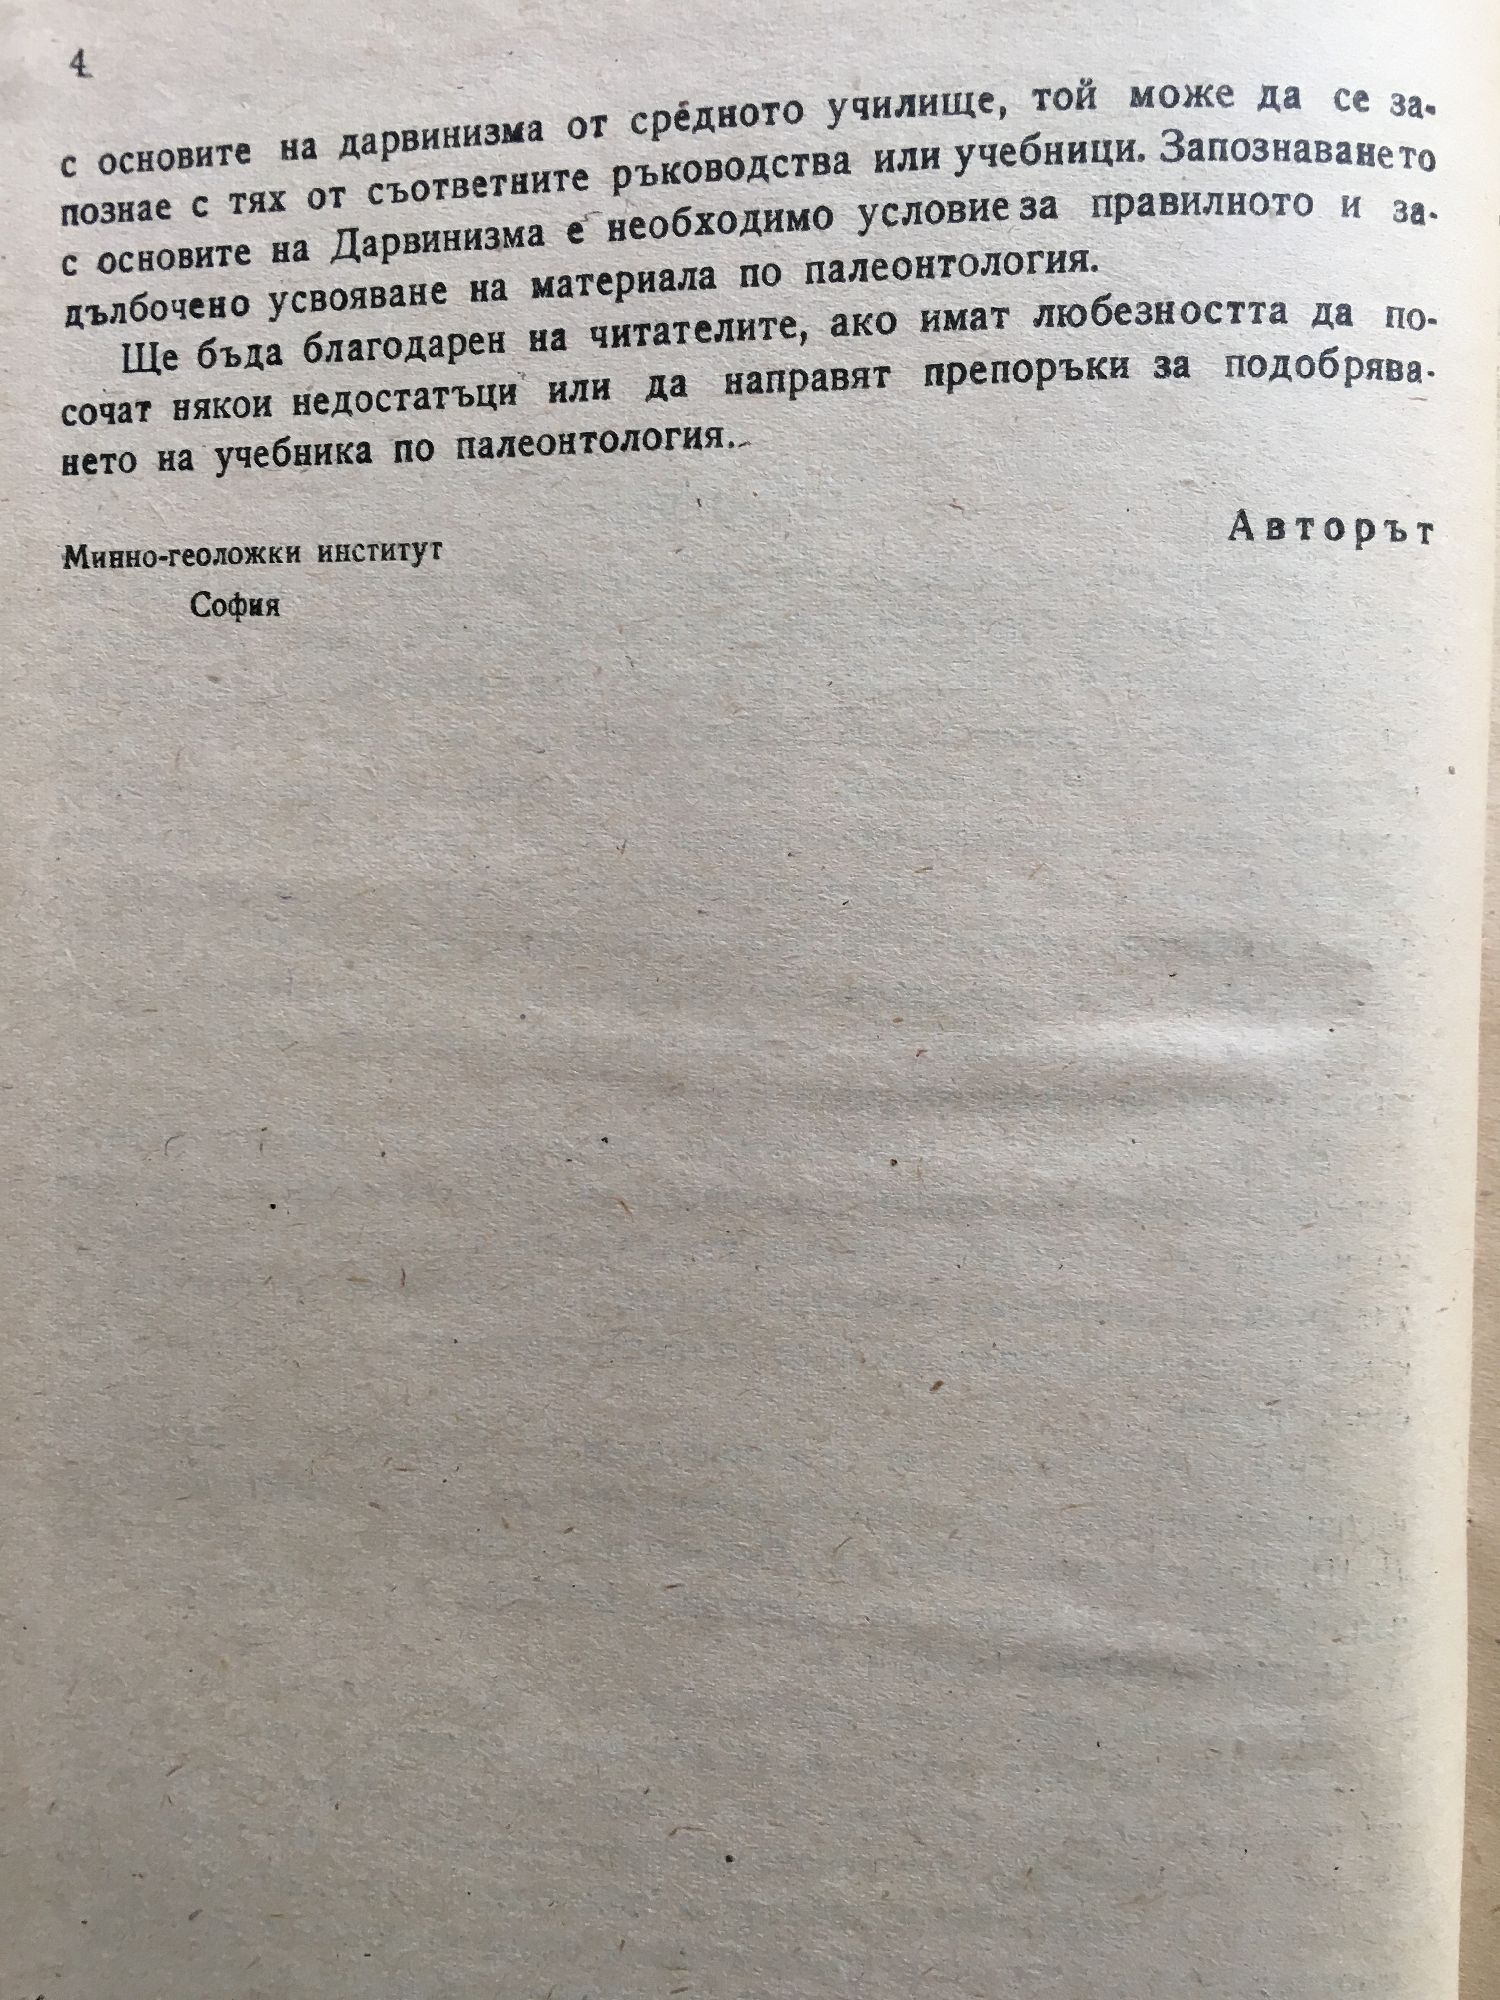 4
с основите на дарвинизма от средното училище, той може да се за-
познае с тях от съответните ръководства или учебници. Запознаването
с основите на Дарвинизма е необходимо условие за правилното и за-
дълбочено усвояване на материала по палеонтология.
Ще бъда благодарен на читателите, ако имат любезността да по-
сочат някои недостатъци или да направят препоръки за подобрява-
нето на учебника по палеонтология.
Авторът
Минно-геоложки институт
София